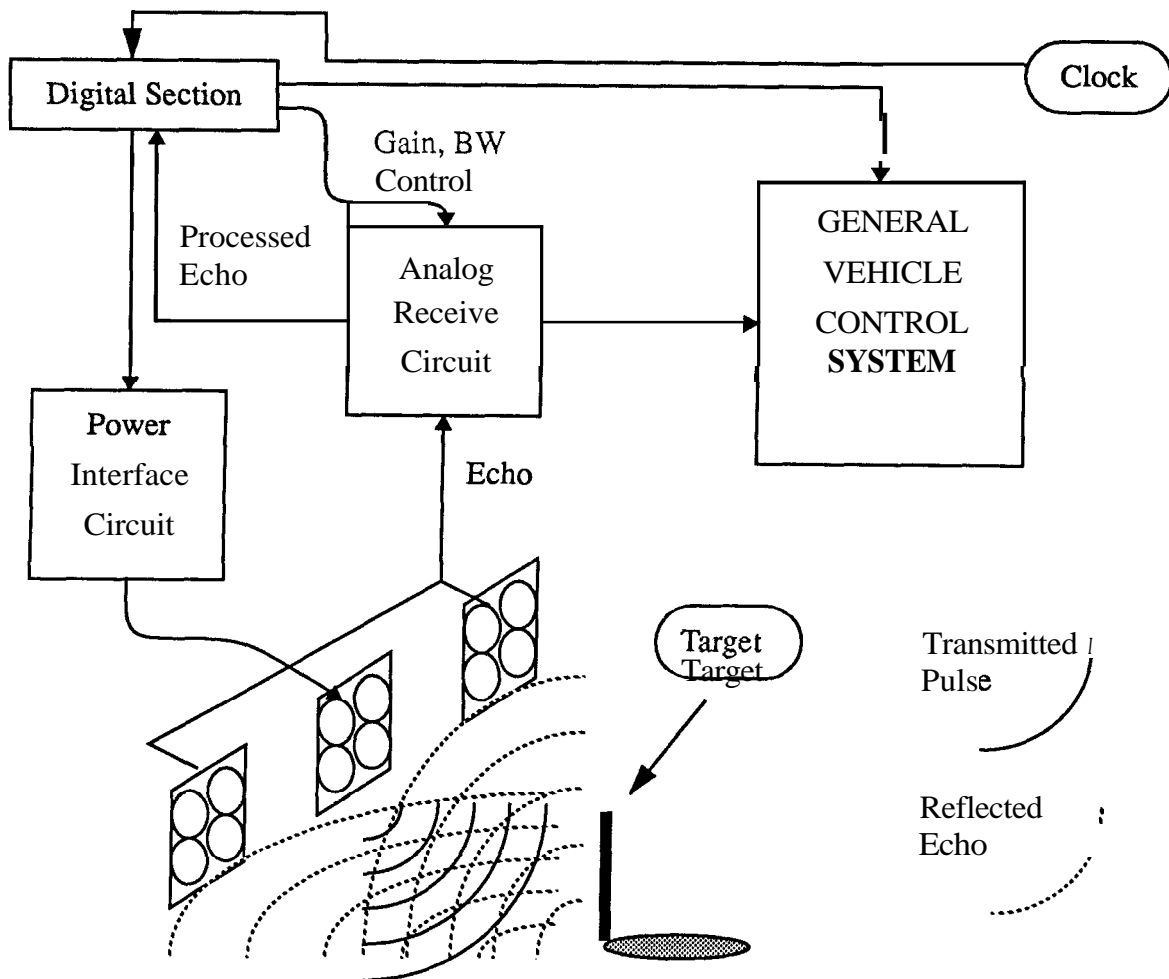 Clock
Digital Section
Gain, BW
Control
Processed
Echo
Analog
Receive
Circuit
GENERAL
VEHICLE
CONTROL
SYSTEM
Power
Interface
Circuit
Echo
Target
Target
Transmitted
Pulse
Reflected
Echo